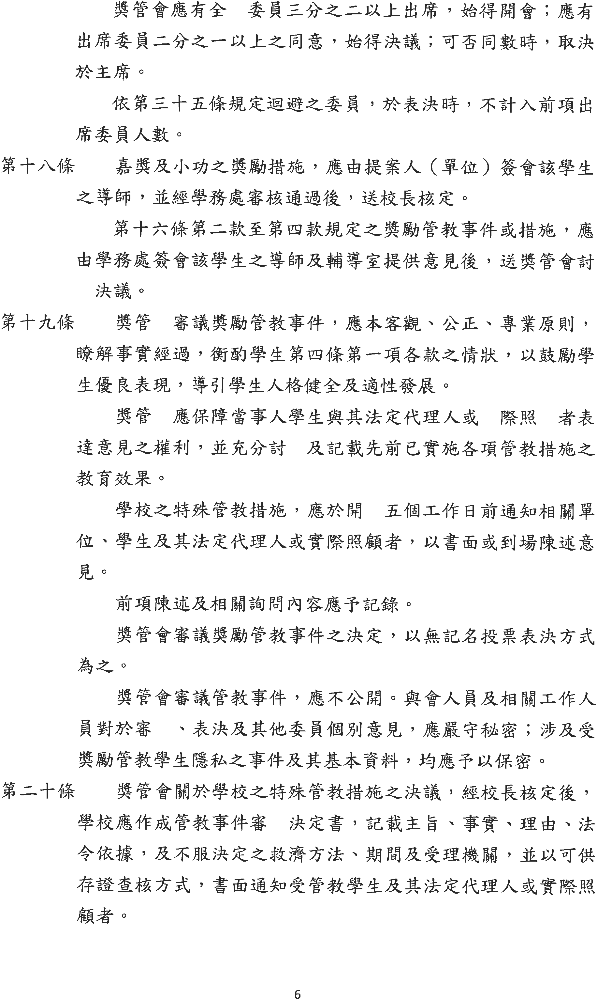 獎管會應有全　委員三分之二以上出席，始得開會；應有
出席委員二分之一以上之同意，始得決議；可否同數時，取決
於主席。
依第三十五條規定迴避之委員，於表決時，不計入前項出
席委員人數。
第十八條　嘉獎及小功之獎勵措施，應由提案人（單位）簽會該學生
之導師，並經學務處審核通過後，送校長核定。
第十六條第二款至第四款規定之獎勵管教事件或措施，應
由學務處簽會該學生之導師及輔導室提供意見後，送獎管會討
決議。
第十九條　獎管　審議獎勵管教事件，應本客觀、公正、專業原則，
瞭解事實經過，衡酌學生第四條第一項各款之情狀，以鼓勵學
生優良表現，導引學生人格健全及適性發展。
獎管　應保障當事人學生與其法定代理人或　際照　者表
達意見之權利，並充分討　及記載先前已實施各項管教措施之
教育效果。
學校之特殊管教措施，應於開　五個工作日前通知相關單
位、學生及其法定代理人或實際照顧者，以書面或到場陳述意
見。
前項陳述及相關詢問內容應予記錄。
獎管會審議獎勵管教事件之決定，以無記名投票表決方式
為之。
獎管會審議管教事件，應不公開。與會人員及相關工作人
員對於審　、表決及其他委員個別意見，應嚴守秘密；涉及受
獎勵管教學生隱私之事件及其基本資料，均應予以保密。
第二十條　獎管會關於學校之特殊管教措施之決議，經校長核定後，
學校應作成管教事件審　決定書，記載主旨、事實、理由、法
令依據，及不服決定之救濟方法、期間及受理機關，並以可供
存證查核方式，書面通知受管教學生及其法定代理人或實際照
顧者。
6